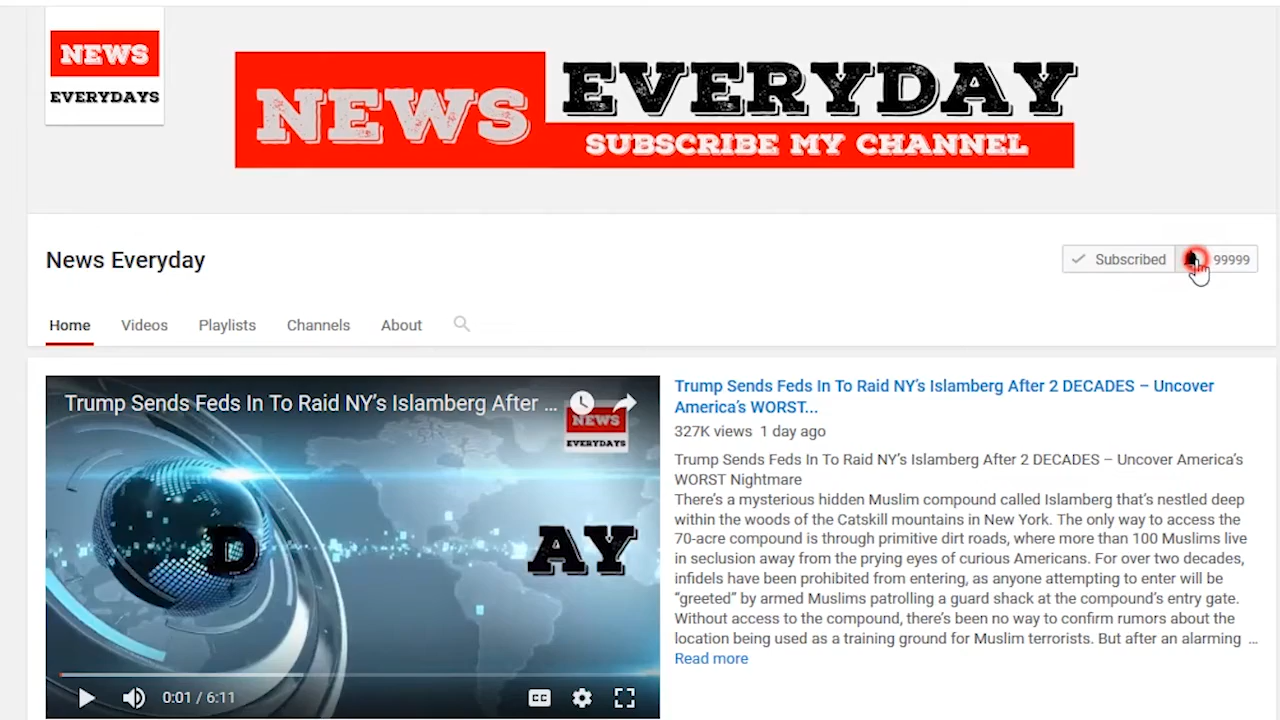 NEWS
EVERYDAYS
NEWS
EVERYDAY
SUBSCRIBE MY CHANNEL
News Everyday
Subscribed 99999
Home Videos Playlists Channels About
Trump Sends Feds In To Raid NY’s Islamberg After ...
NEWS
EVERYDAYS
D AY
0:01 / 6:11
CC
Trump Sends Feds In To Raid NY’s Islamberg After 2 DECADES – Uncover
America’s WORST...
327K views 1 day ago
Trump Sends Feds In To Raid NY’s Islamberg After 2 DECADES – Uncover America’s
WORST Nightmare
There’s a mysterious hidden Muslim compound called Islamberg that’s nestled deep
within the woods of the Catskill mountains in New York. The only way to access the
70-acre compound is through primitive dirt roads, where more than 100 Muslims live
in seclusion away from the prying eyes of curious Americans. For over two decades,
infidels have been prohibited from entering, as anyone attempting to enter will be
“greeted” by armed Muslims patrolling a guard shack at the compound’s entry gate.
Without access to the compound, there’s been no way to confirm rumors about the
location being used as a training ground for Muslim terrorists. But after an alarming ...
Read more